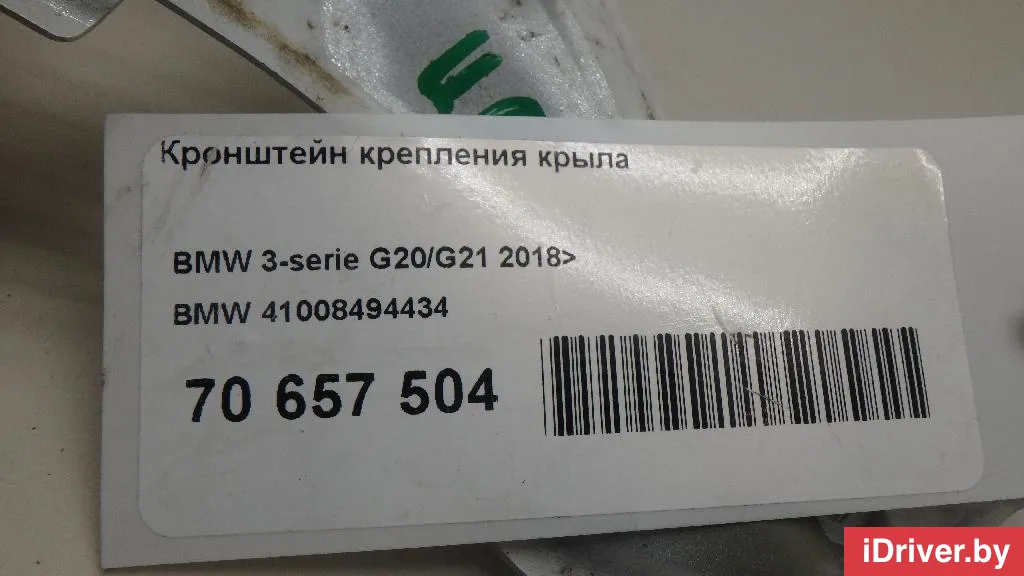 Кронштейн крепления крыла
BMW 3-serie G20/G21 2018>
BMW 41008494434
70 657 504
iDriver.by